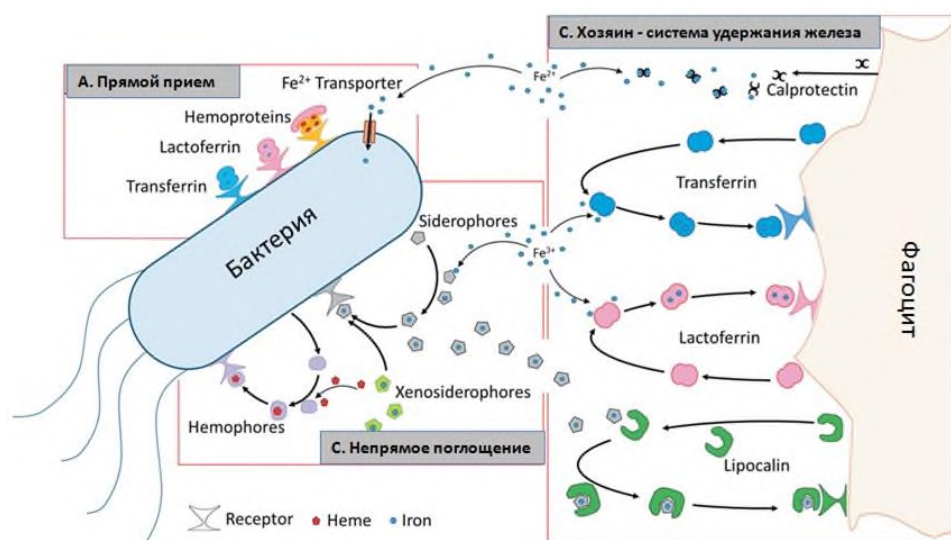 С. Хозяин - система удержания железа
А. Прямой прием
Fe²⁺ Transporter
Fe²⁺
Calprotectin
Hemoproteins
Lactoferrin
Transferrin
Transferrin
Siderophores
Бактерия
Fe³⁺
Фагоцит
Lactoferrin
Xenosiderophores
Hemophores
С. Непрямое поглощение
Lipocalin
Receptor
Heme
Iron